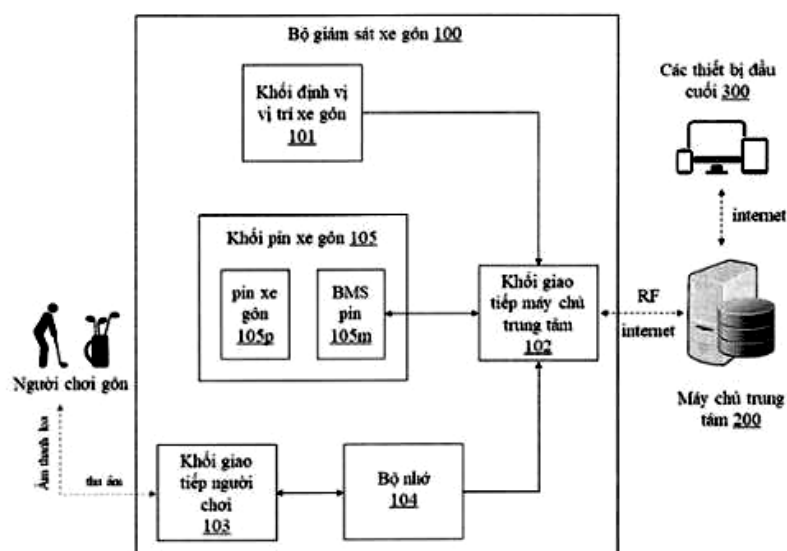 Bộ giám sát xe gôn 100
Khối định vị
vị trí xe gôn
101
Các thiết bị đầu
cuối 300
internet
Khối pin xe gôn 105
pin xe
gôn
105p
BMS
pin
105m
Khối giao
tiếp máy chủ
trung tâm
102
RF
internet
Máy chủ trung
tâm 200
Người chơi gôn
Âm thanh loa
thu âm
Khối giao
tiếp người
chơi
103
Bộ nhớ
104